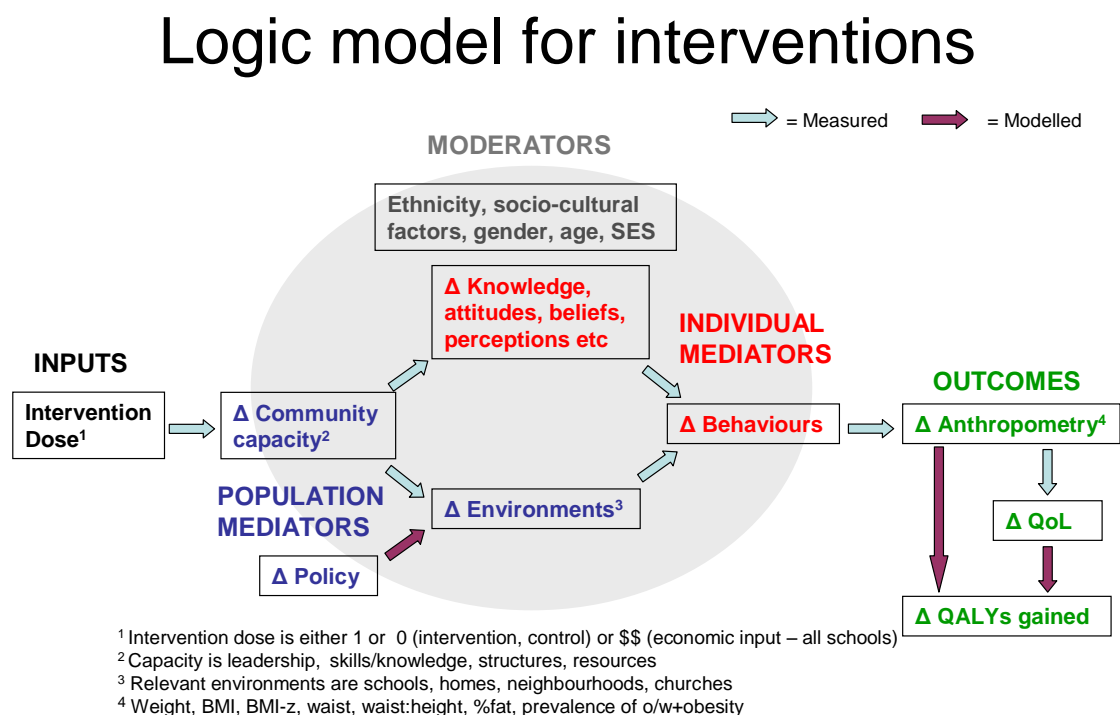 Logic model for interventions
= Measured
= Modelled
MODERATORS
Ethnicity, socio-cultural
factors, gender, age, SES
Δ Knowledge,
attitudes, beliefs,
perceptions etc
INDIVIDUAL
MEDIATORS
INPUTS
OUTCOMES
Intervention
Dose¹
Δ Community
capacity²
Δ Behaviours
Δ Anthropometry⁴
POPULATION
MEDIATORS
Δ Environments³
Δ QoL
Δ Policy
Δ QALYs gained
¹ Intervention dose is either 1 or 0 (intervention, control) or $$ (economic input – all schools)
² Capacity is leadership, skills/knowledge, structures, resources
³ Relevant environments are schools, homes, neighbourhoods, churches
⁴ Weight, BMI, BMI-z, waist, waist:height, %fat, prevalence of o/w+obesity